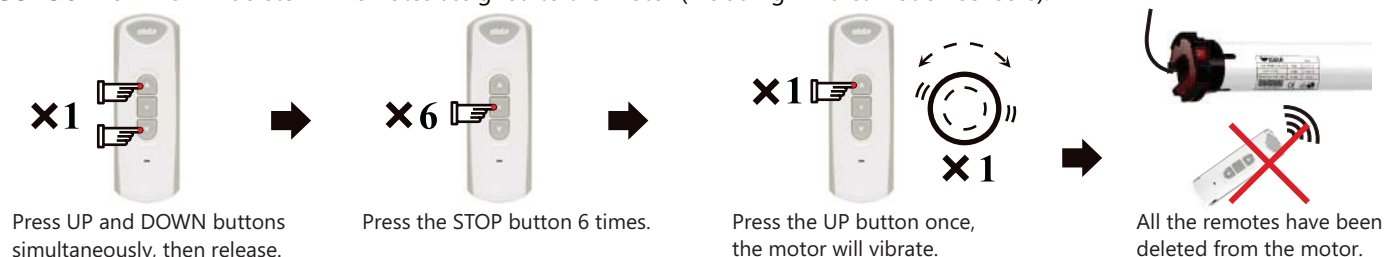 ×1
×6
×1
×1
Press UP and DOWN buttons
simultaneously, then release.
Press the STOP button 6 times.
Press the UP button once,
the motor will vibrate.
All the remotes have been
deleted from the motor.